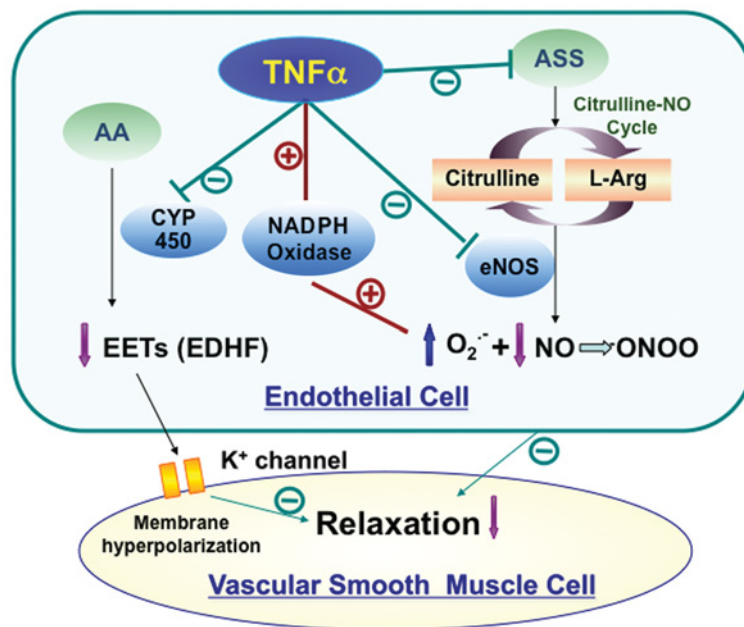 TNFα
ASS
Citrulline-NO
Cycle
AA
Citrulline
L-Arg
CYP
450
NADPH
Oxidase
eNOS
EETs (EDHF)
O₂·- + NO ⇒ ONOO
Endothelial Cell
K⁺ channel
Membrane
hyperpolarization
Relaxation
Vascular Smooth Muscle Cell